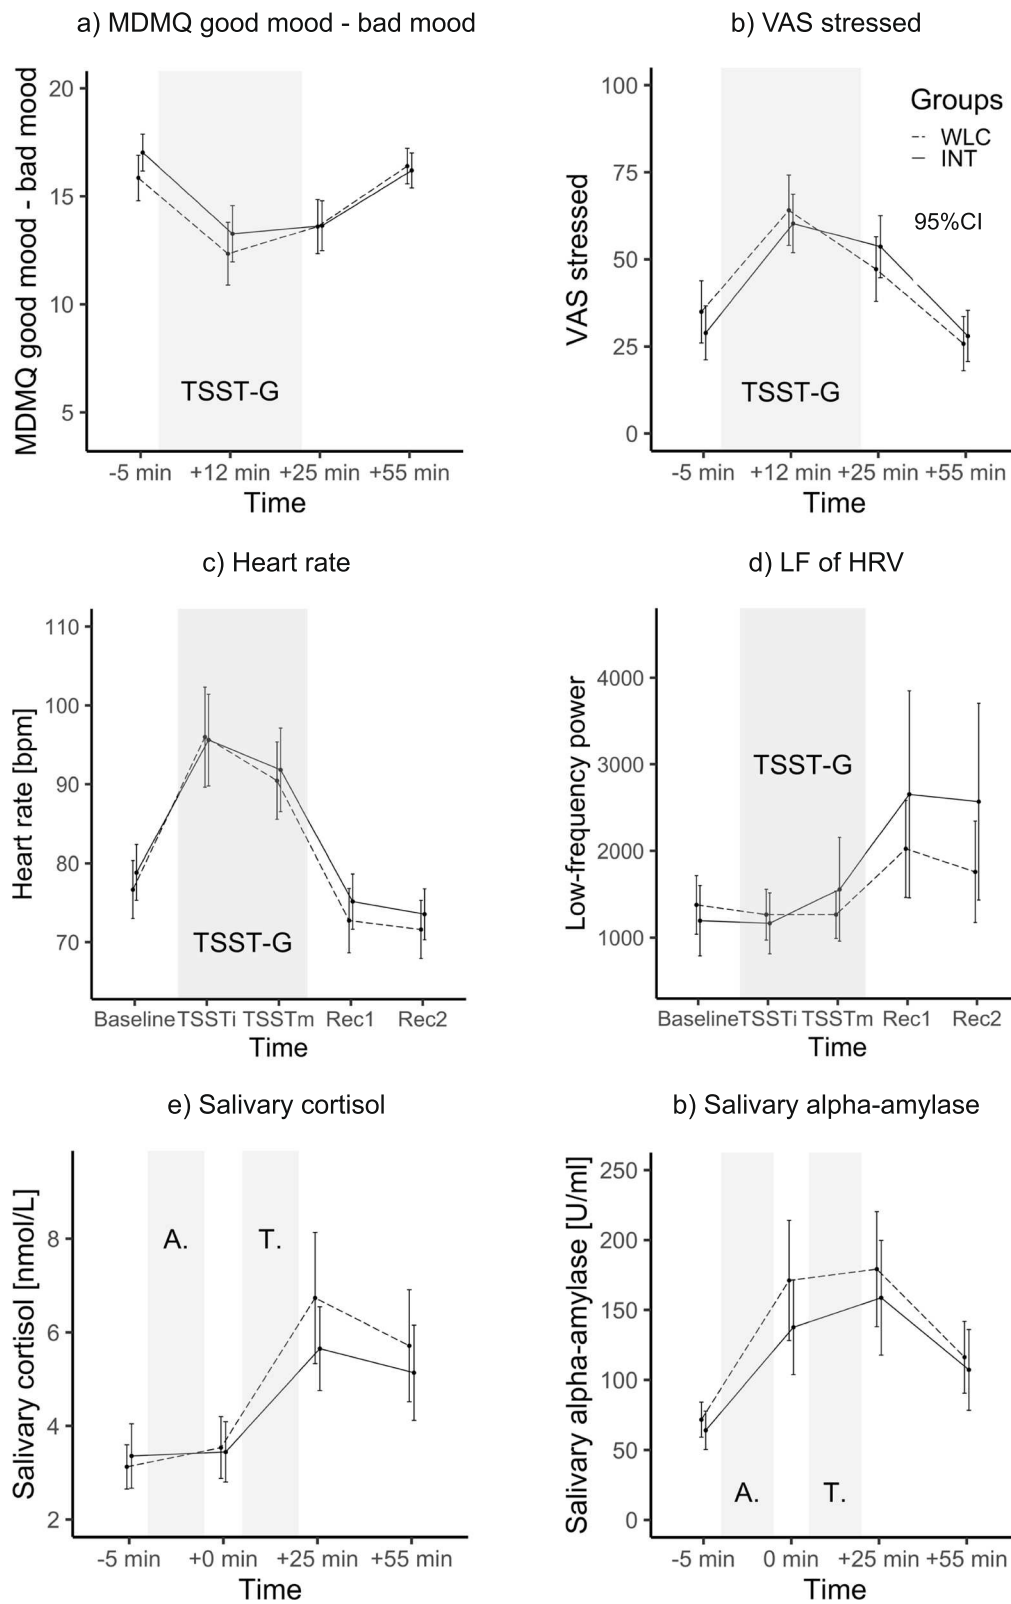 a) MDMQ good mood - bad mood
MDMQ good mood - bad mood
20
15
10
5
TSST-G
-5 min +12 min +25 min +55 min
Time
b) VAS stressed
VAS stressed
100
75
50
25
0
Groups
WLC
INT
95%CI
TSST-G
-5 min +12 min +25 min +55 min
Time
c) Heart rate
Heart rate [bpm]
110
100
90
80
70
TSST-G
Baseline TSSTi TSSTm Rec1 Rec2
Time
d) LF of HRV
Low-frequency power
4000
3000
2000
1000
TSST-G
Baseline TSSTi TSSTm Rec1 Rec2
Time
e) Salivary cortisol
Salivary cortisol [nmol/L]
8
6
4
2
A. T.
-5 min +0 min +25 min +55 min
Time
b) Salivary alpha-amylase
Salivary alpha-amylase [U/ml]
250
200
150
100
50
0
A. T.
-5 min 0 min +25 min +55 min
Time